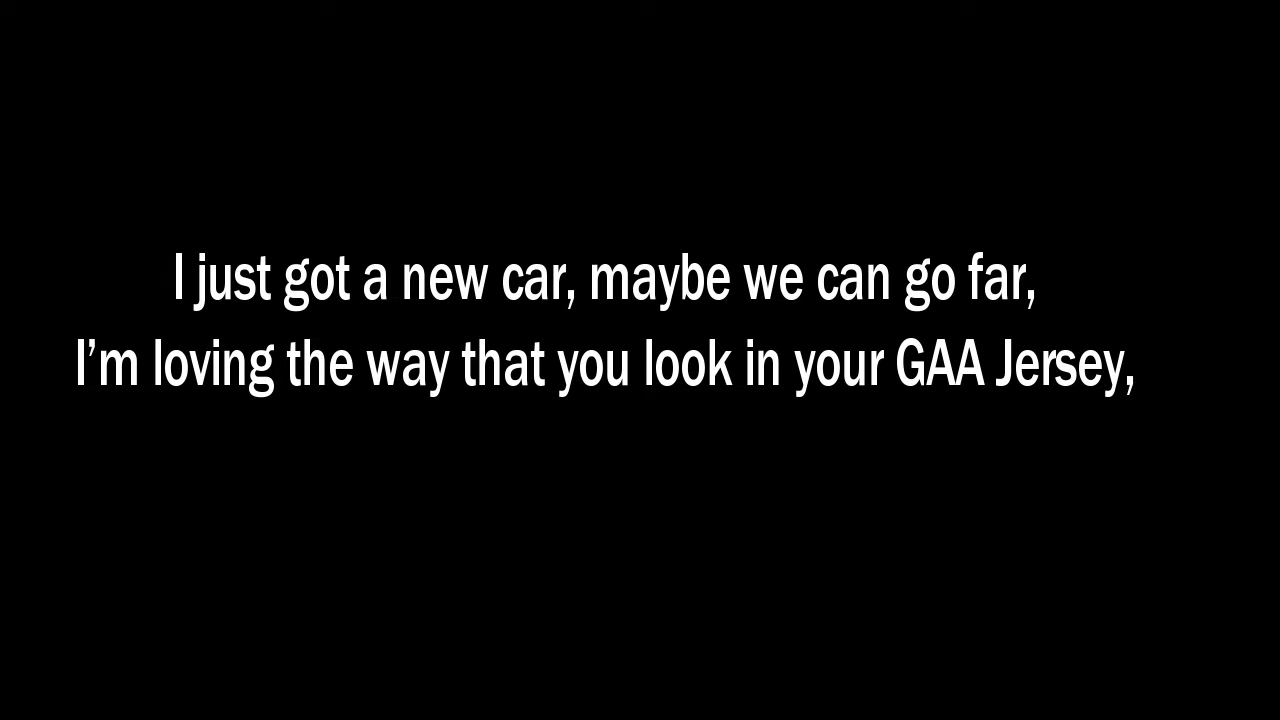 I just got a new car, maybe we can go far,
I’m loving the way that you look in your GAA Jersey,